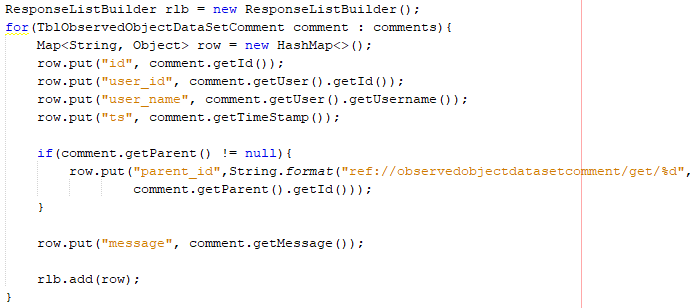 ResponseListBuilder rlb = new ResponseListBuilder();
for(TblObservedObjectDataSetComment comment : comments){
    Map<String, Object> row = new HashMap<>();
    row.put("id", comment.getId());
    row.put("user_id", comment.getUser().getId());
    row.put("user_name", comment.getUser().getUsername());
    row.put("ts", comment.getTimeStamp());

    if(comment.getParent() != null){
        row.put("parent_id",String.format("ref://observedobjectdatasetcomment/get/%d",
                comment.getParent().getId()));
    }

    row.put("message", comment.getMessage());

    rlb.add(row);
}